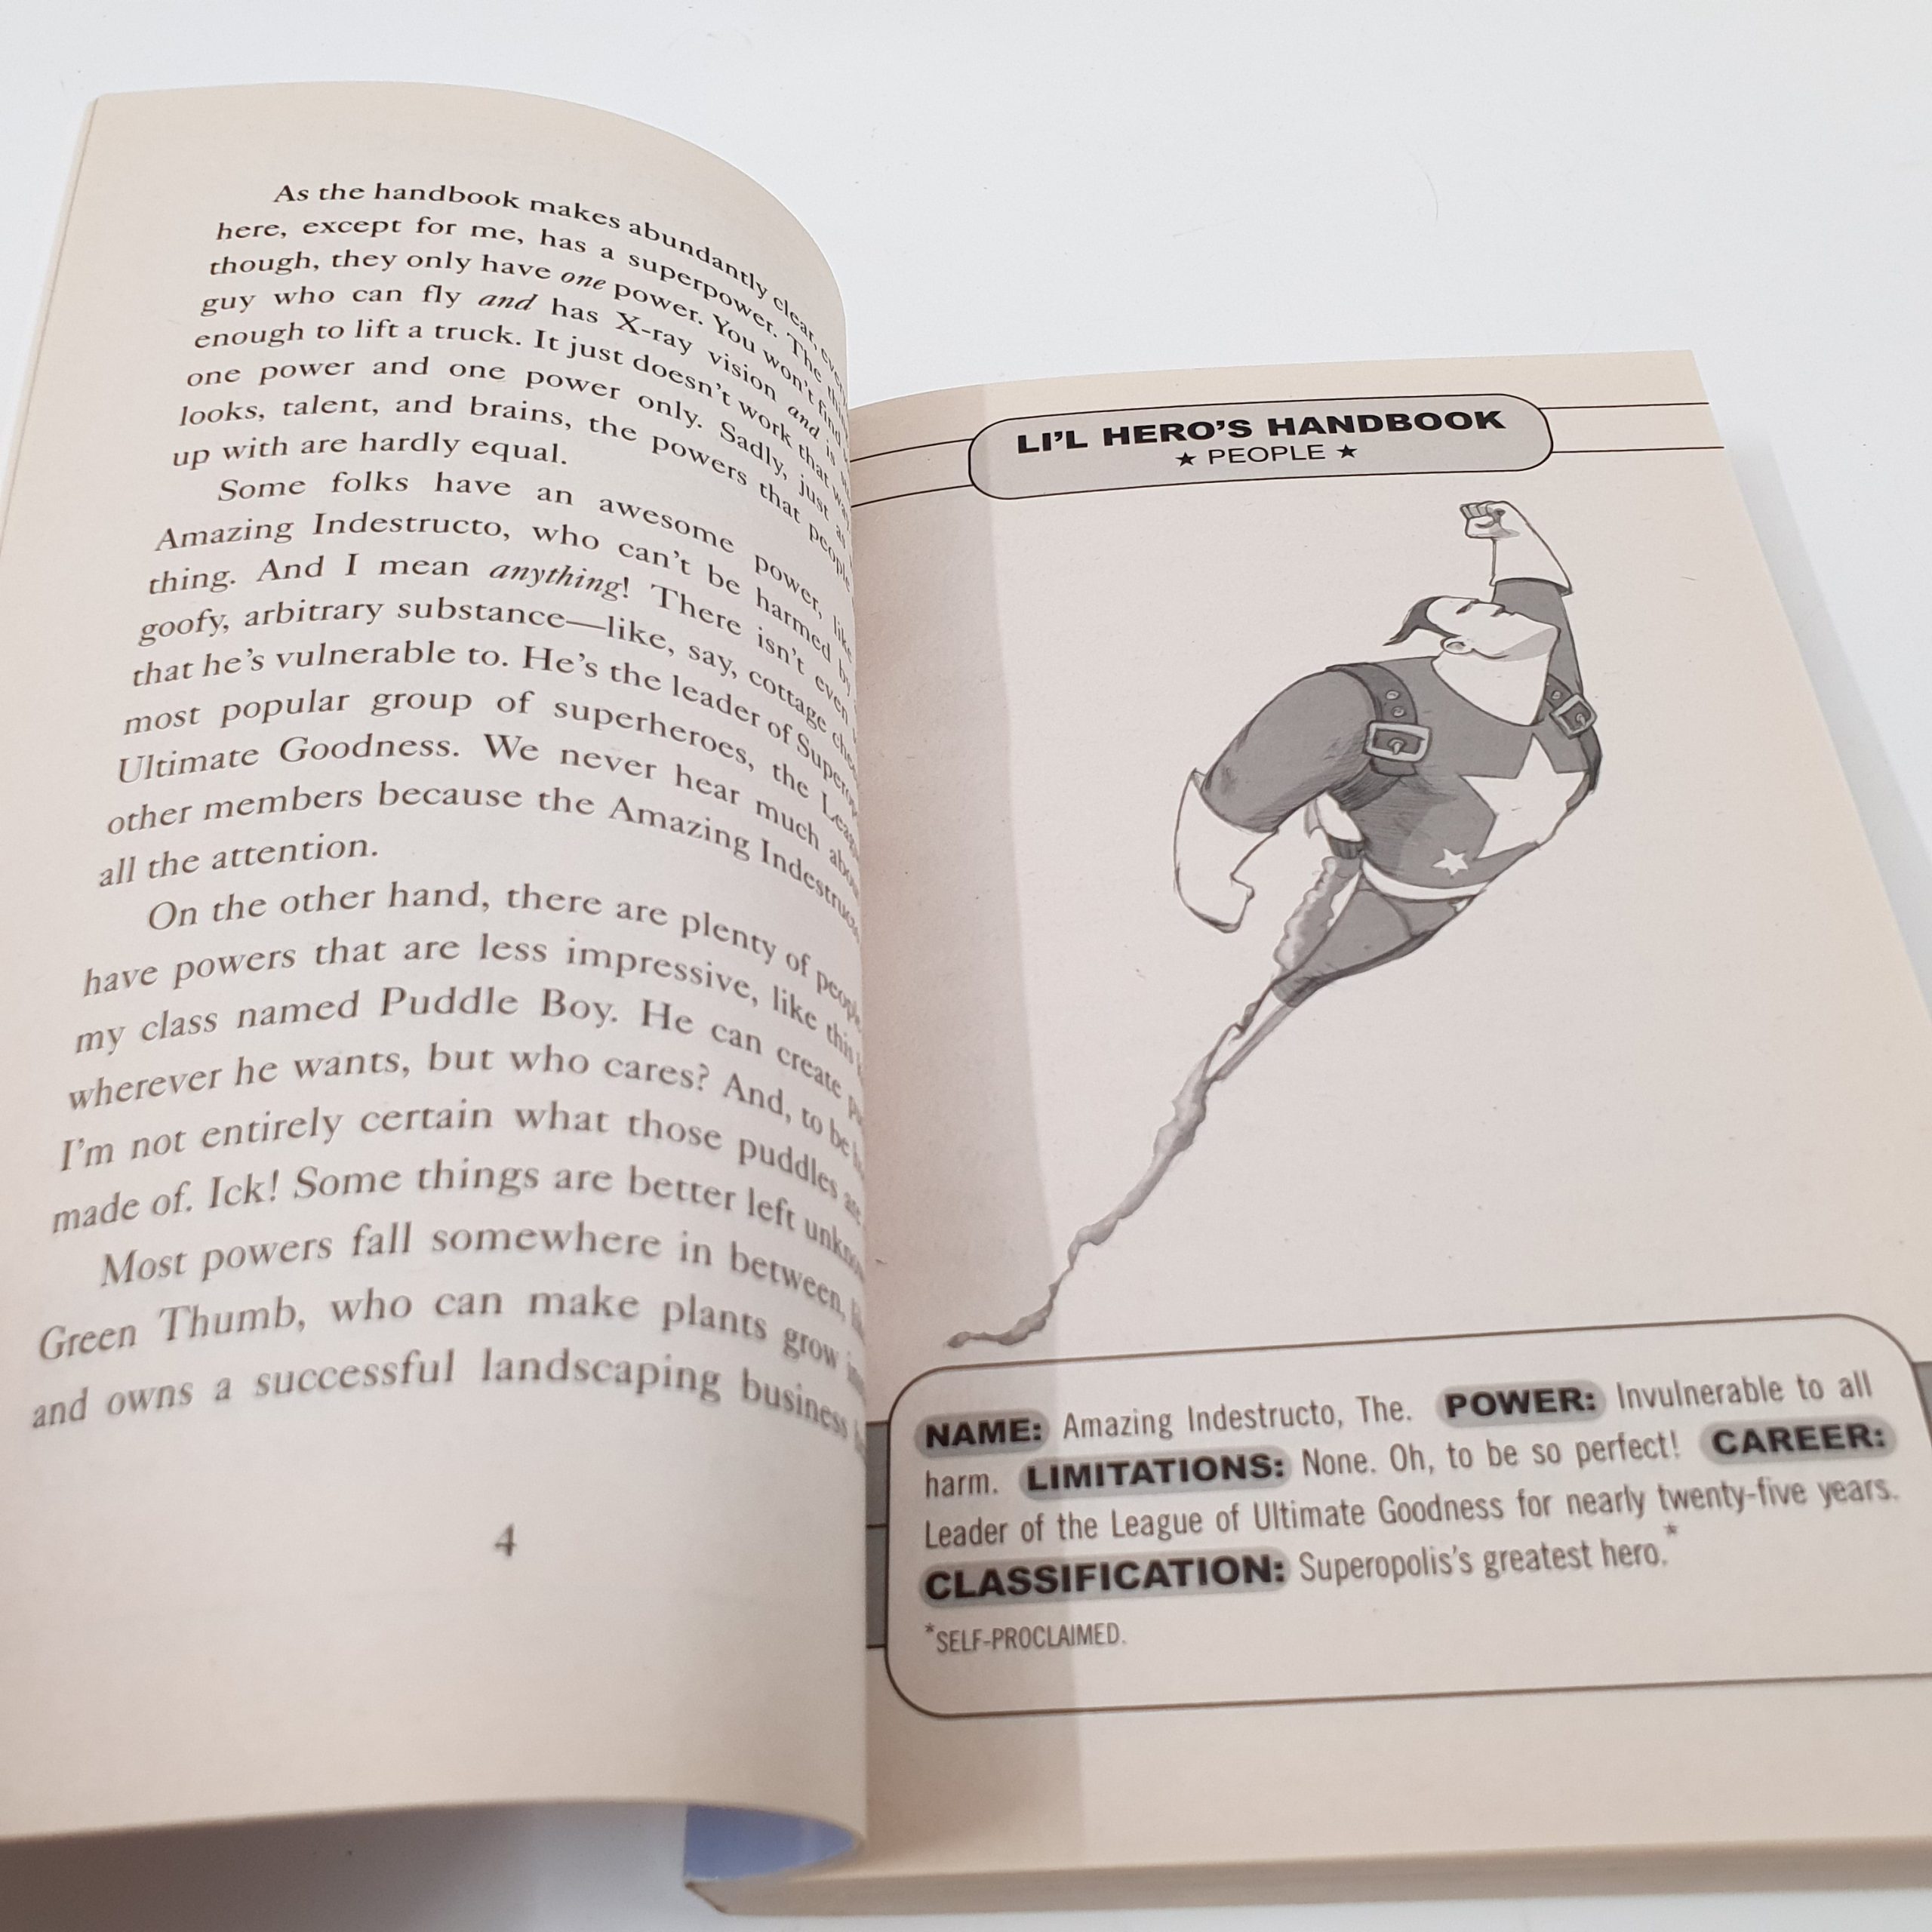 As the handbook makes abundantly clear,
here, except for me, has a superpower. The
though, they only have one power. You won't find
guy who can fly and has X-ray vision and is
enough to lift a truck. It just doesn't work that way
one power and one power only. Sadly, just as
looks, talent, and brains, the powers that people
up with are hardly equal.
Some folks have an awesome power, like
Amazing Indestructo, who can't be harmed by
thing. And I mean anything! There isn't even
goofy, arbitrary substance—like, say, cottage
that he's vulnerable to. He's the leader of
most popular group of superheroes, the
Ultimate Goodness. We never hear much
other members because the Amazing
all the attention.
On the other hand, there are plenty of people
have powers that are less impressive, like this
my class named Puddle Boy. He can create
wherever he wants, but who cares? And, to be
I'm not entirely certain what those puddles are
made of. Ick! Some things are better left
Most powers fall somewhere in between,
Green Thumb, who can make plants grow
and owns a successful landscaping business
4
LI'L HERO'S HANDBOOK
★ PEOPLE ★
NAME: Amazing Indestructo, The. POWER: Invulnerable to all
harm. LIMITATIONS: None. Oh, to be so perfect! CAREER:
Leader of the League of Ultimate Goodness for nearly twenty-five years.
CLASSIFICATION: Superopolis's greatest hero.*
*SELF-PROCLAIMED.